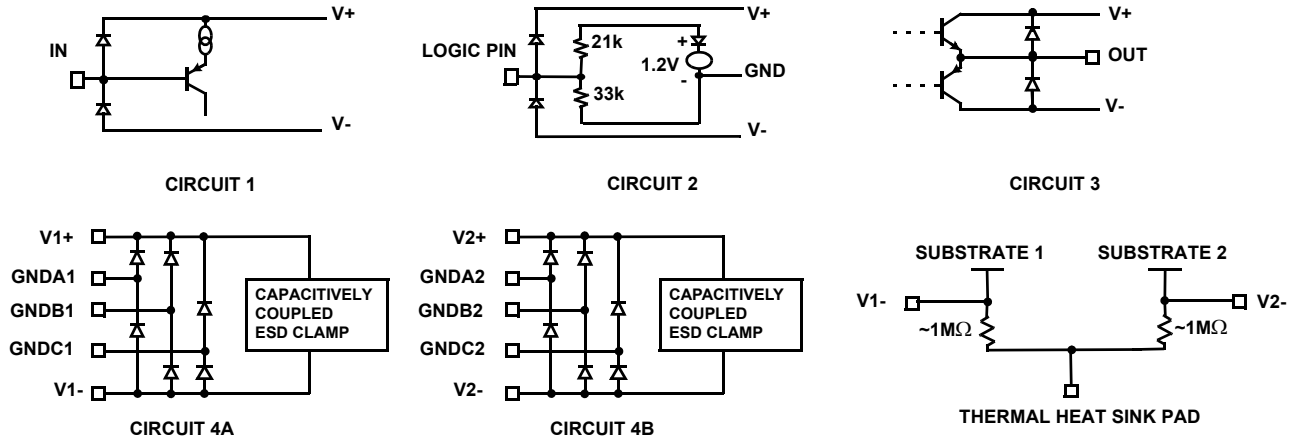 V+
IN
V-
CIRCUIT 1
V+
21k
+
LOGIC PIN
1.2V
GND
-
33k
V-
CIRCUIT 2
V+
OUT
V-
CIRCUIT 3
V1+
GNDA1
GNDB1
GNDC1
V1-
CAPACITIVELY
COUPLED
ESD CLAMP
CIRCUIT 4A
V2+
GNDA2
GNDB2
GNDC2
V2-
CAPACITIVELY
COUPLED
ESD CLAMP
CIRCUIT 4B
SUBSTRATE 1
SUBSTRATE 2
V1-
V2-
~1MΩ
~1MΩ
THERMAL HEAT SINK PAD